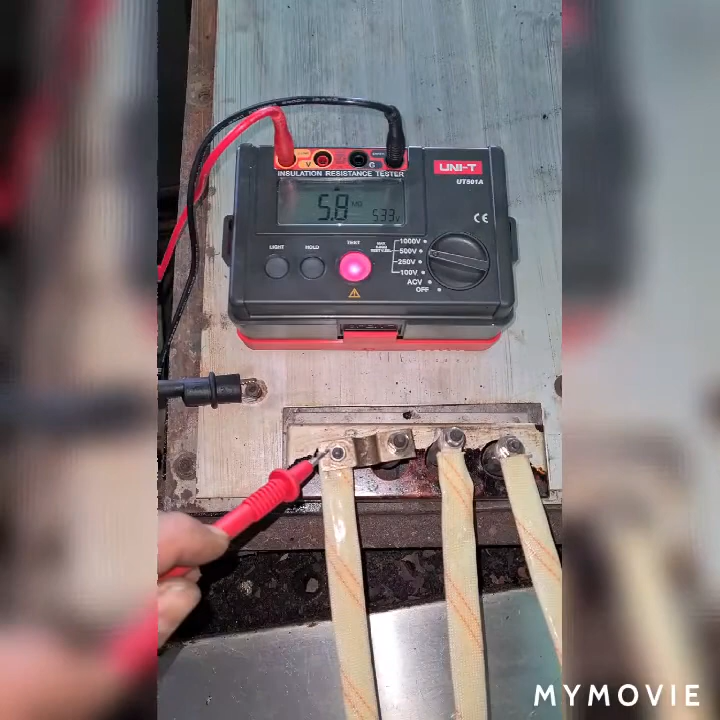 V
G
INSULATION RESISTANCE TESTER
UNI-T
UT501A
5.8 MΩ
533V
CE
LIGHT
HOLD
TEST
1000V
500V
250V
100V
ACV
OFF
MYMOVIE